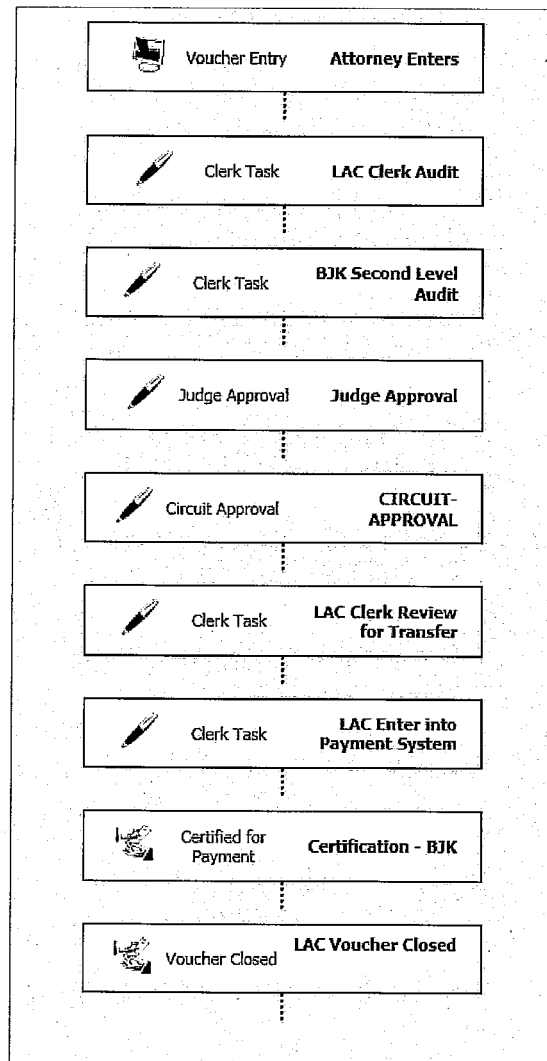 Voucher Entry Attorney Enters
Clerk Task LAC Clerk Audit
Clerk Task BJK Second Level
Audit
Judge Approval Judge Approval
Circuit Approval CIRCUIT-
APPROVAL
Clerk Task LAC Clerk Review
for Transfer
Clerk Task LAC Enter into
Payment System
Certified for
Payment Certification - BJK
Voucher Closed LAC Voucher Closed